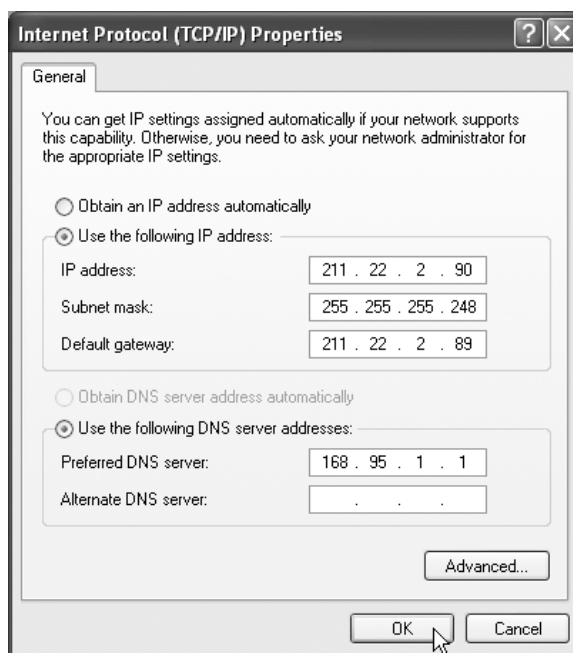 Internet Protocol (TCP/IP) Properties
General
You can get IP settings assigned automatically if your network supports
this capability. Otherwise, you need to ask your network administrator for
the appropriate IP settings.
Obtain an IP address automatically
Use the following IP address:
IP address: 211 . 22 . 2 . 90
Subnet mask: 255 . 255 . 255 . 248
Default gateway: 211 . 22 . 2 . 89
Obtain DNS server address automatically
Use the following DNS server addresses:
Preferred DNS server: 168 . 95 . 1 . 1
Alternate DNS server: . . .
Advanced...
OK Cancel